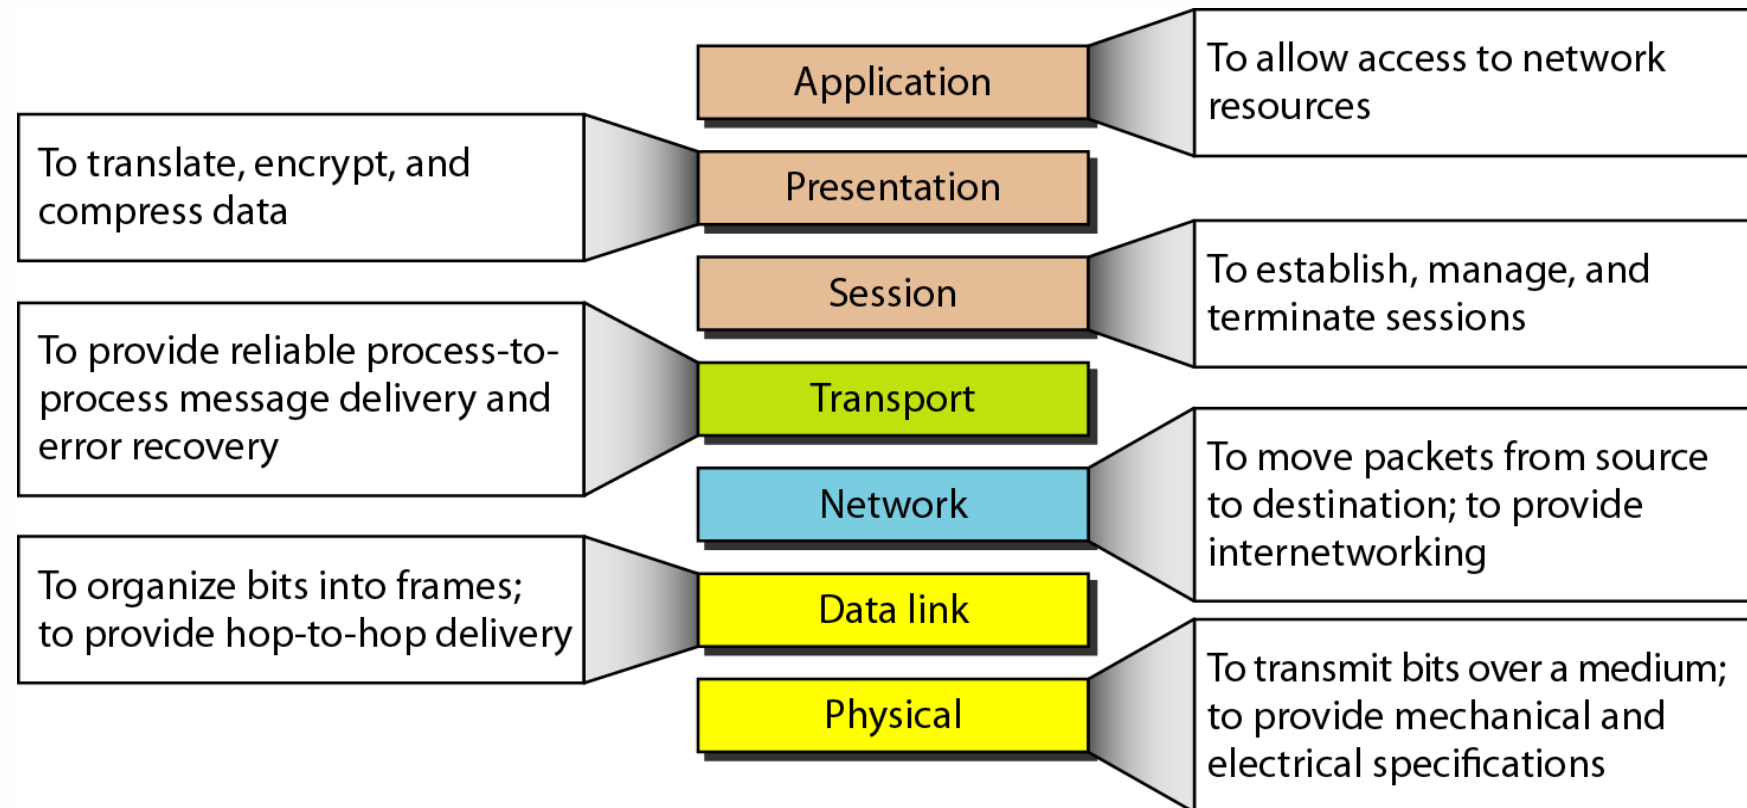 Application
To allow access to network
resources
To translate, encrypt, and
compress data
Presentation
Session
To establish, manage, and
terminate sessions
To provide reliable process-to-
process message delivery and
error recovery
Transport
Network
To move packets from source
to destination; to provide
internetworking
To organize bits into frames;
to provide hop-to-hop delivery
Data link
Physical
To transmit bits over a medium;
to provide mechanical and
electrical specifications